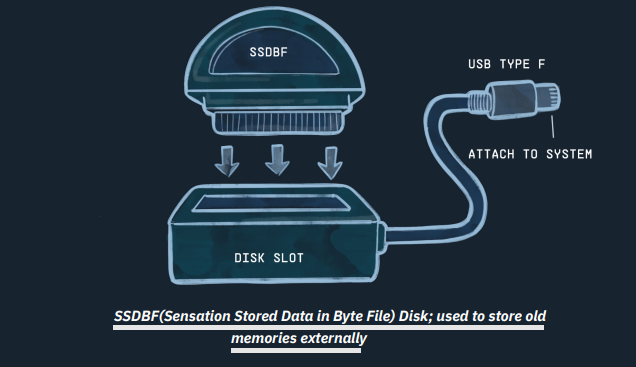 SSDBF
USB TYPE F
ATTACH TO SYSTEM
DISK SLOT
SSDBF(Sensation Stored Data in Byte File) Disk; used to store old
memories externally